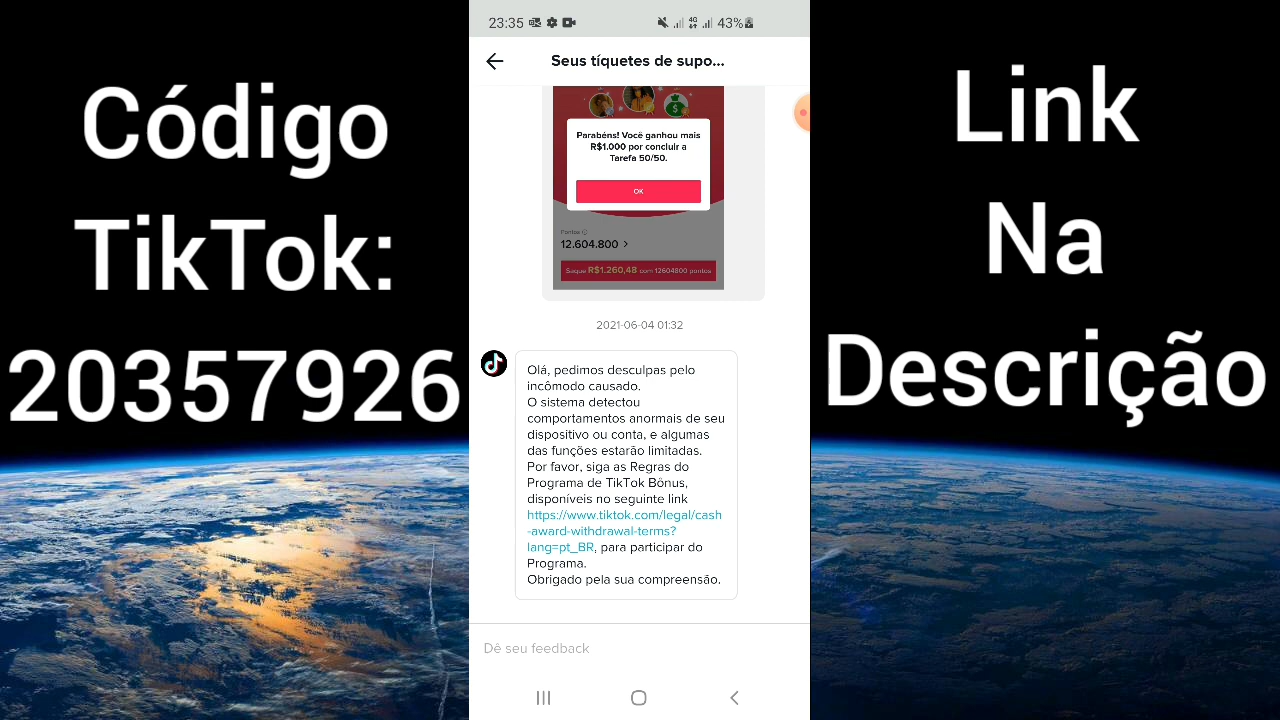 Código
TikTok:
20357926
23:35
4G
43%
Seus tíquetes de supo...
Parabéns! Você ganhou mais
R$1.000 por concluir a
Tarefa 50/50.
OK
Pontos
12.604.800 >
Saque R$1.260,48 com 12604800 pontos
2021-06-04 01:32
Olá, pedimos desculpas pelo
incômodo causado.
O sistema detectou
comportamentos anormais de seu
dispositivo ou conta, e algumas
das funções estarão limitadas.
Por favor, siga as Regras do
Programa de TikTok Bônus,
disponíveis no seguinte link
https://www.tiktok.com/legal/cash
-award-withdrawal-terms?
lang=pt_BR, para participar do
Programa.
Obrigado pela sua compreensão.
Dê seu feedback
Link
Na
Descrição